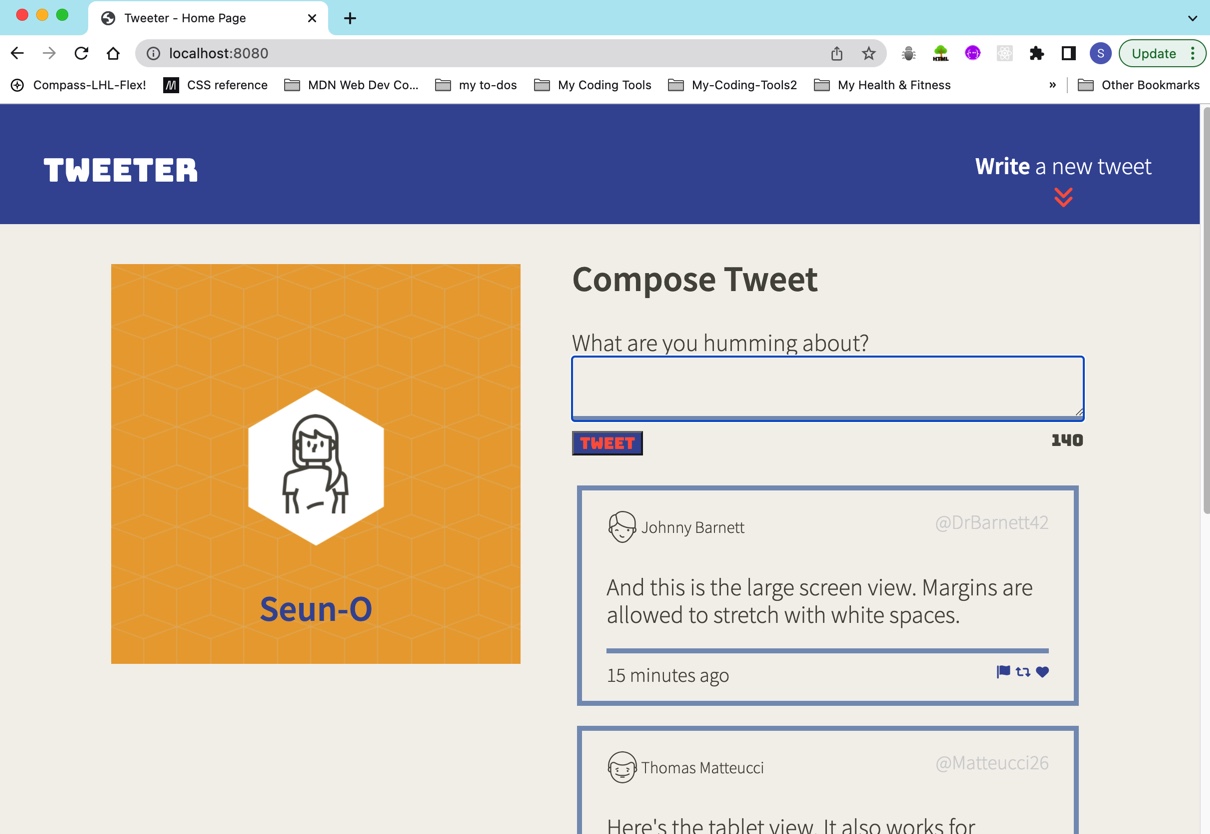 Tweeter - Home Page
localhost:8080
S
Update
Compass-LHL-Flex!
CSS reference
MDN Web Dev Co...
my to-dos
My Coding Tools
My-Coding-Tools2
My Health & Fitness
»
Other Bookmarks
TWEETER
Write a new tweet
Seun-O
Compose Tweet
What are you humming about?
TWEET
140
Johnny Barnett
@DrBarnett42
And this is the large screen view. Margins are
allowed to stretch with white spaces.
15 minutes ago
Thomas Matteucci
@Matteucci26
Here's the tablet view. It also works for